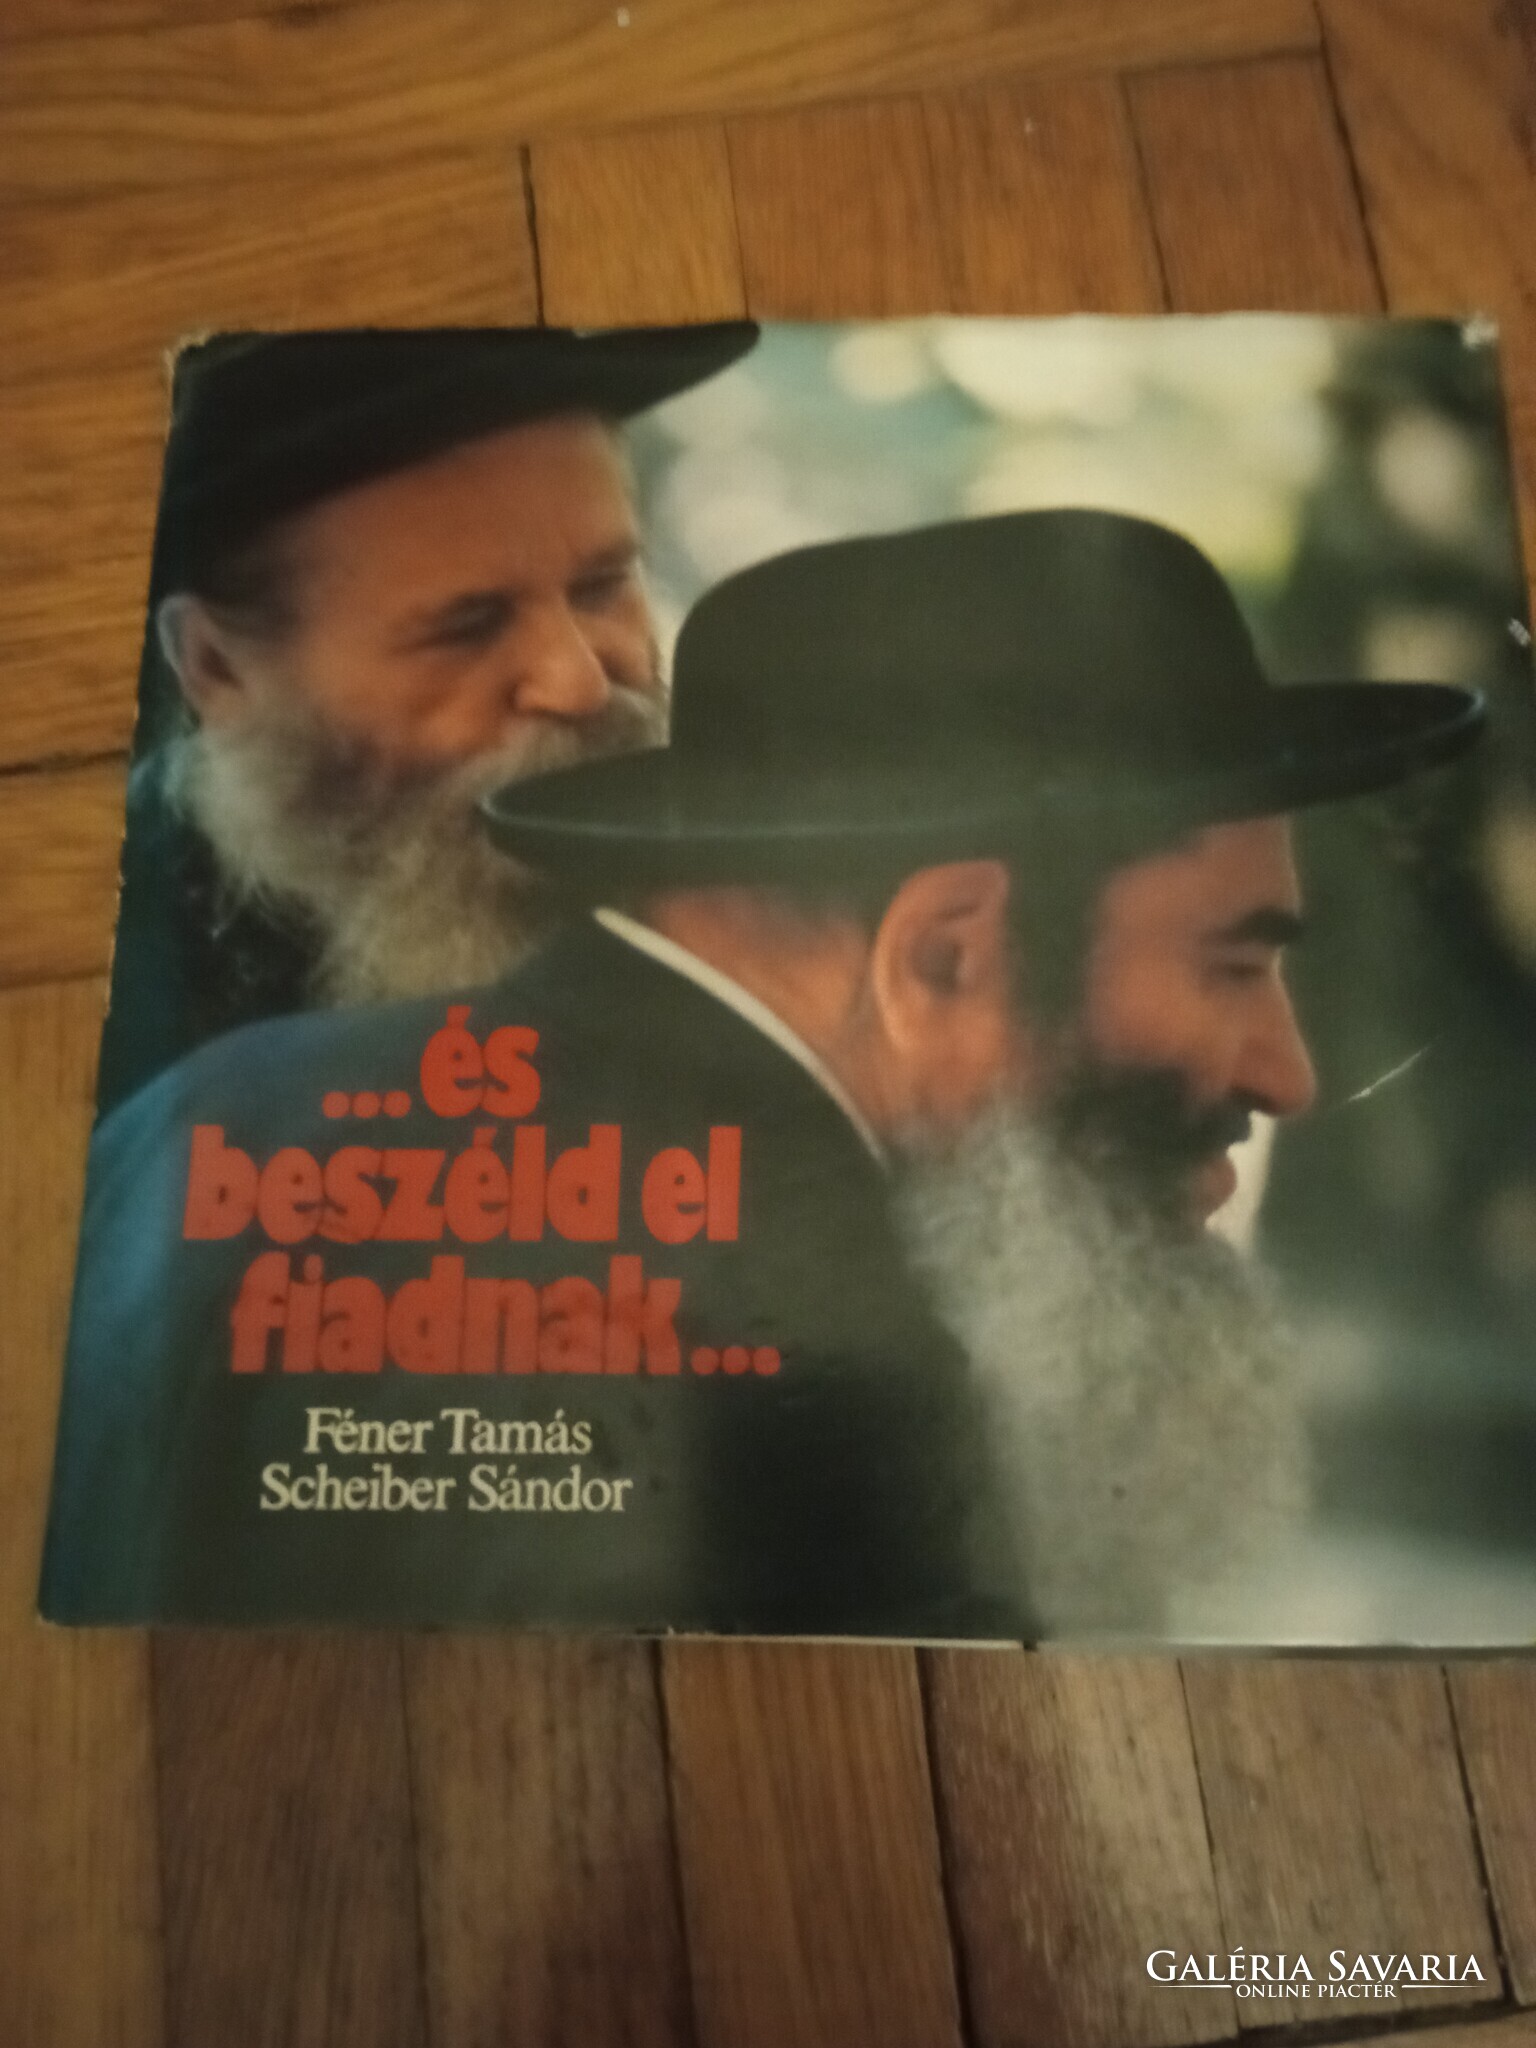 ...és
beszéld el
fiadnak...
Féner Tamás
Scheiber Sándor
GALÉRIA SAVARIA
ONLINE PIACTÉR